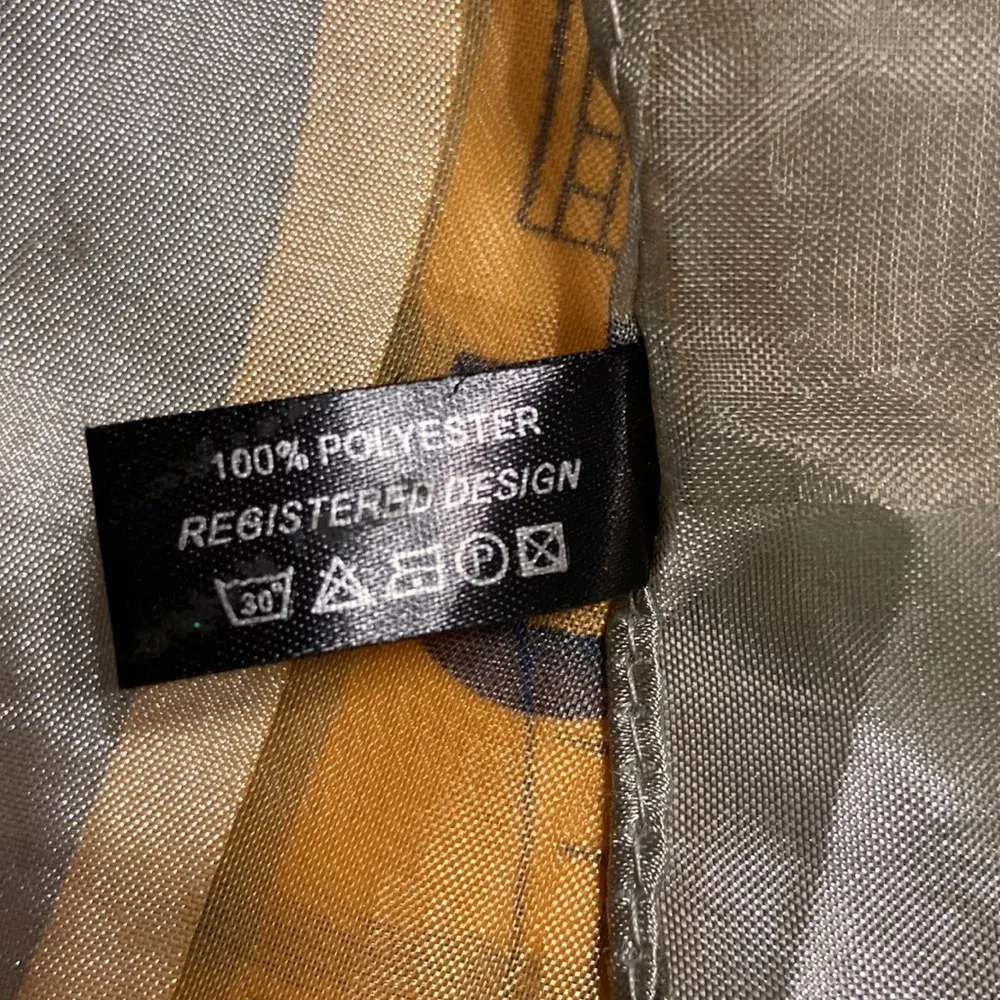 100% POLYESTER
REGISTERED DESIGN
30° P